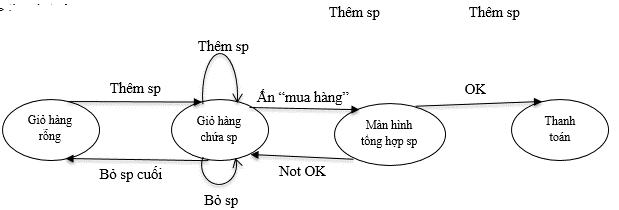 Thêm sp
Thêm sp
Thêm sp
Thêm sp
Ấn “mua hàng”
OK
Giỏ hàng
rỗng
Giỏ hàng
chứa sp
Màn hình
tổng hợp sp
Thanh
toán
Bỏ sp cuối
Not OK
Bỏ sp